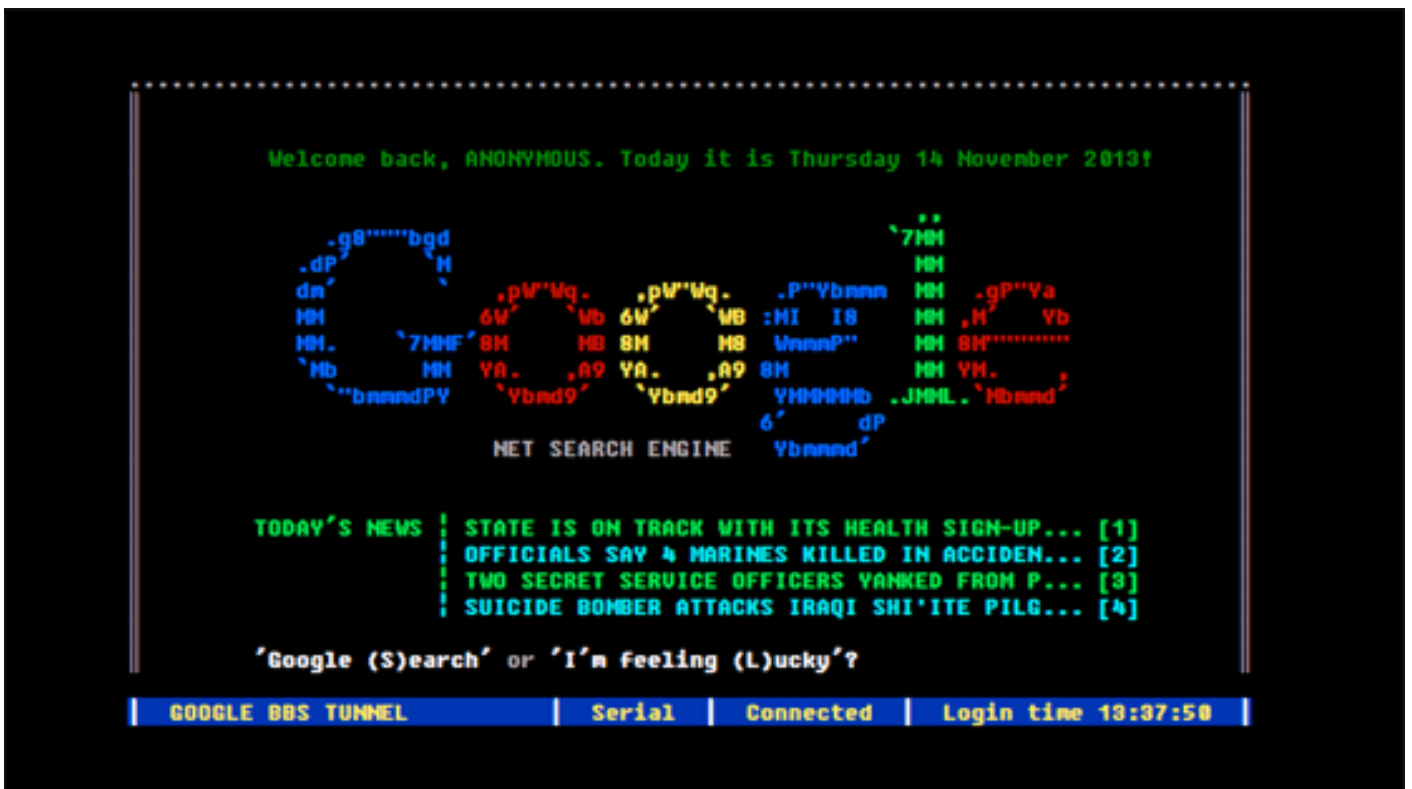 Welcome back, ANONYMOUS. Today it is Thursday 14 November 2013!
Google
NET SEARCH ENGINE
TODAY'S NEWS ¦ STATE IS ON TRACK WITH ITS HEALTH SIGN-UP... [1]
¦ OFFICIALS SAY 4 MARINES KILLED IN ACCIDEN... [2]
¦ TWO SECRET SERVICE OFFICERS YANKED FROM P... [3]
¦ SUICIDE BOMBER ATTACKS IRAQI SHI'ITE PILG... [4]
'Google (S)earch' or 'I'm feeling (L)ucky'?
GOOGLE BBS TUNNEL | Serial | Connected | Login time 13:37:50